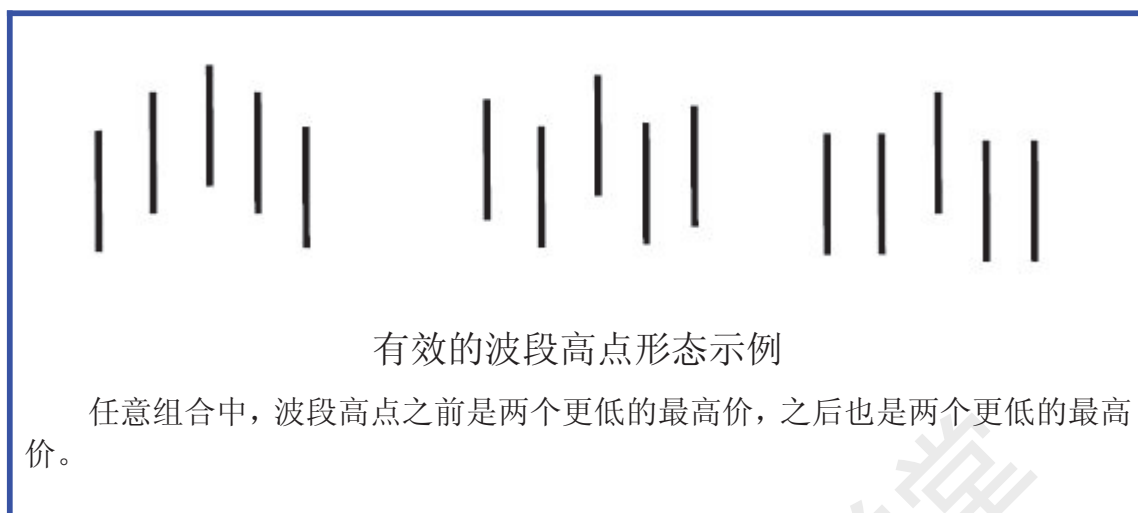 有效的波段高点形态示例
任意组合中，波段高点之前是两个更低的最高价，之后也是两个更低的最高
价。
堂